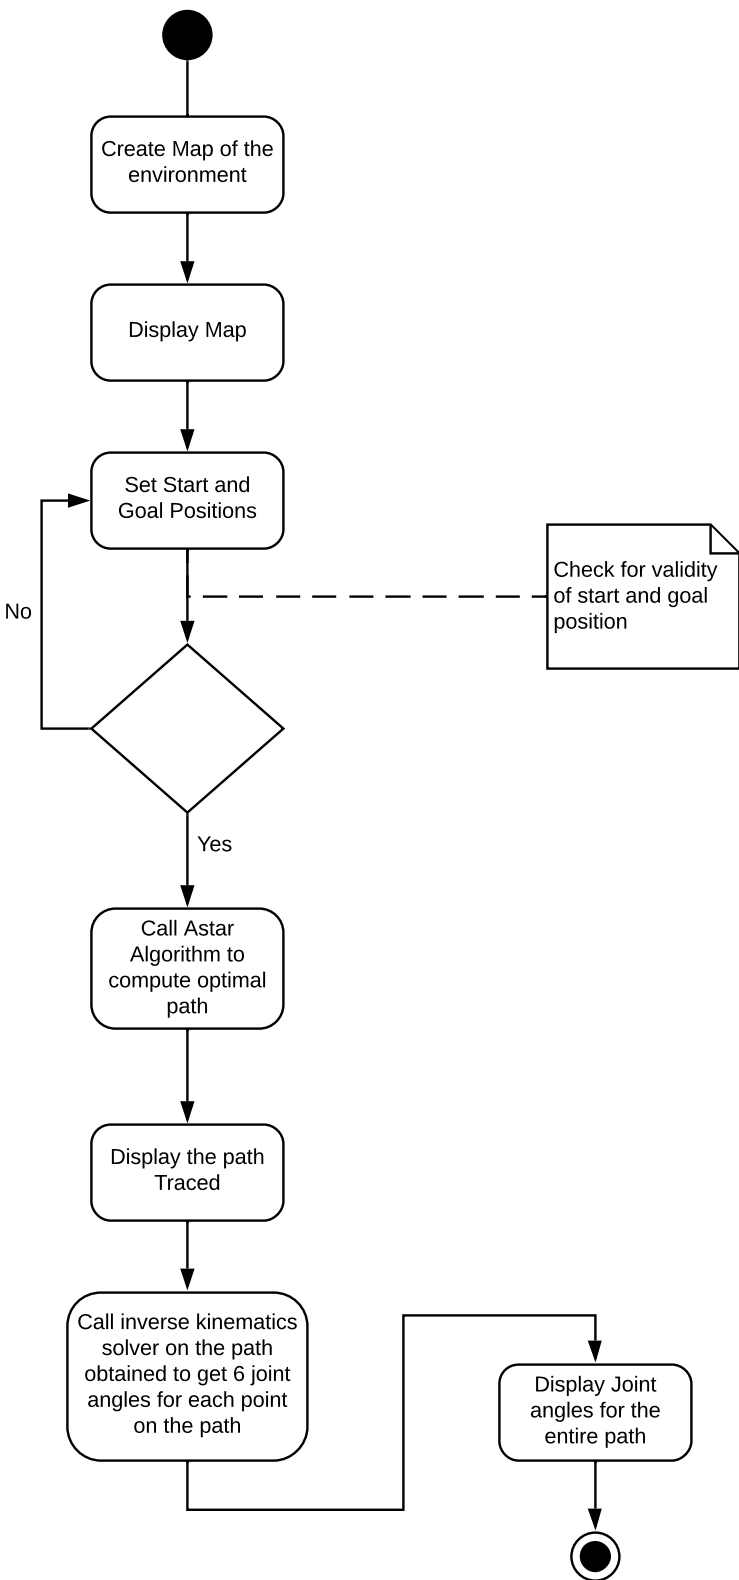 Create Map of the
environment
Display Map
Set Start and
Goal Positions
Check for validity
of start and goal
position
No
Yes
Call Astar
Algorithm to
compute optimal
path
Display the path
Traced
Call inverse kinematics
solver on the path
obtained to get 6 joint
angles for each point
on the path
Display Joint
angles for the
entire path